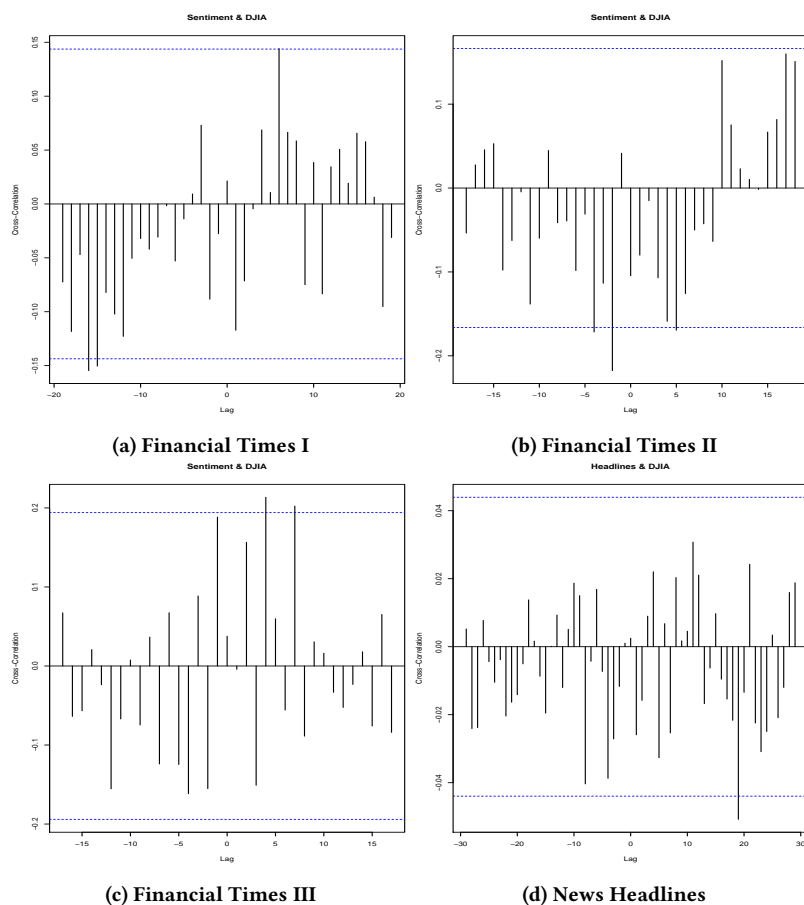 Sentiment & DJIA
Cross−Correlation
0.15
0.10
0.05
0.00
−0.05
−0.10
−0.15
−20
−10
0
10
20
Lag
(a) Financial Times I
Sentiment & DJIA
Cross−Correlation
0.1
0.0
−0.1
−0.2
−15
−10
−5
0
5
10
15
Lag
(b) Financial Times II
Sentiment & DJIA
Cross−Correlation
0.2
0.1
0.0
−0.1
−0.2
−15
−10
−5
0
5
10
15
Lag
(c) Financial Times III
Headlines & DJIA
Cross−Correlation
0.04
0.02
0.00
−0.02
−0.04
−30
−20
−10
0
10
20
30
Lag
(d) News Headlines